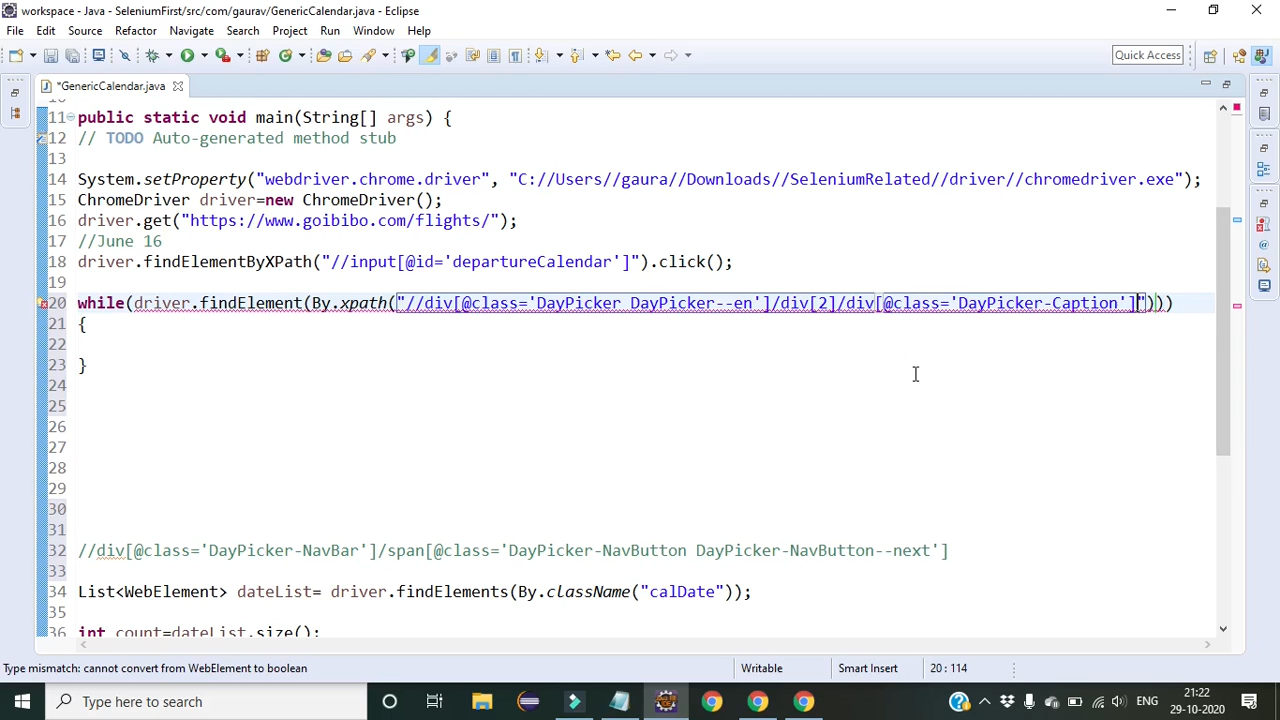 workspace - Java - SeleniumFirst/src/com/gaurav/GenericCalendar.java - Eclipse
File Edit Source Refactor Navigate Search Project Run Window Help
Quick Access
*GenericCalendar.java
11 public static void main(String[] args) {
12 // TODO Auto-generated method stub
13
14 System.setProperty("webdriver.chrome.driver", "C://Users//gaura//Downloads//SeleniumRelated//driver//chromedriver.exe");
15 ChromeDriver driver=new ChromeDriver();
16 driver.get("https://www.goibibo.com/flights/");
17 //June 16
18 driver.findElementByXPath("//input[@id='departureCalendar']").click();
19
20 while(driver.findElement(By.xpath("//div[@class='DayPicker DayPicker--en']/div[2]/div[@class='DayPicker-Caption']")))
21 {
22
23 }
24
25
26
27
28
29
30
31
32 //div[@class='DayPicker-NavBar']/span[@class='DayPicker-NavButton DayPicker-NavButton--next']
33
34 List<WebElement> dateList= driver.findElements(By.className("calDate"));
35
36 int count=dateList.size();
Type mismatch: cannot convert from WebElement to boolean
Writable
Smart Insert
20 : 114
Type here to search
ENG
21:22
29-10-2020